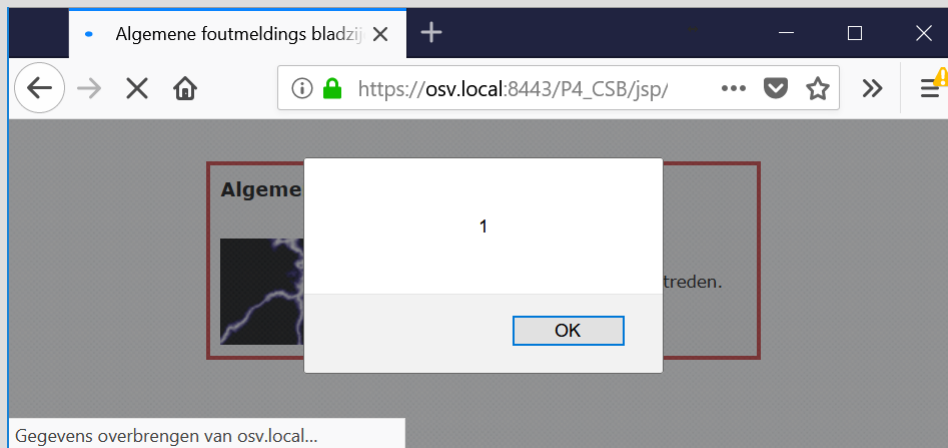 Algemene foutmeldings bladzij
https://osv.local:8443/P4_CSB/jsp/
Algeme
1
treden.
OK
Gegevens overbrengen van osv.local...